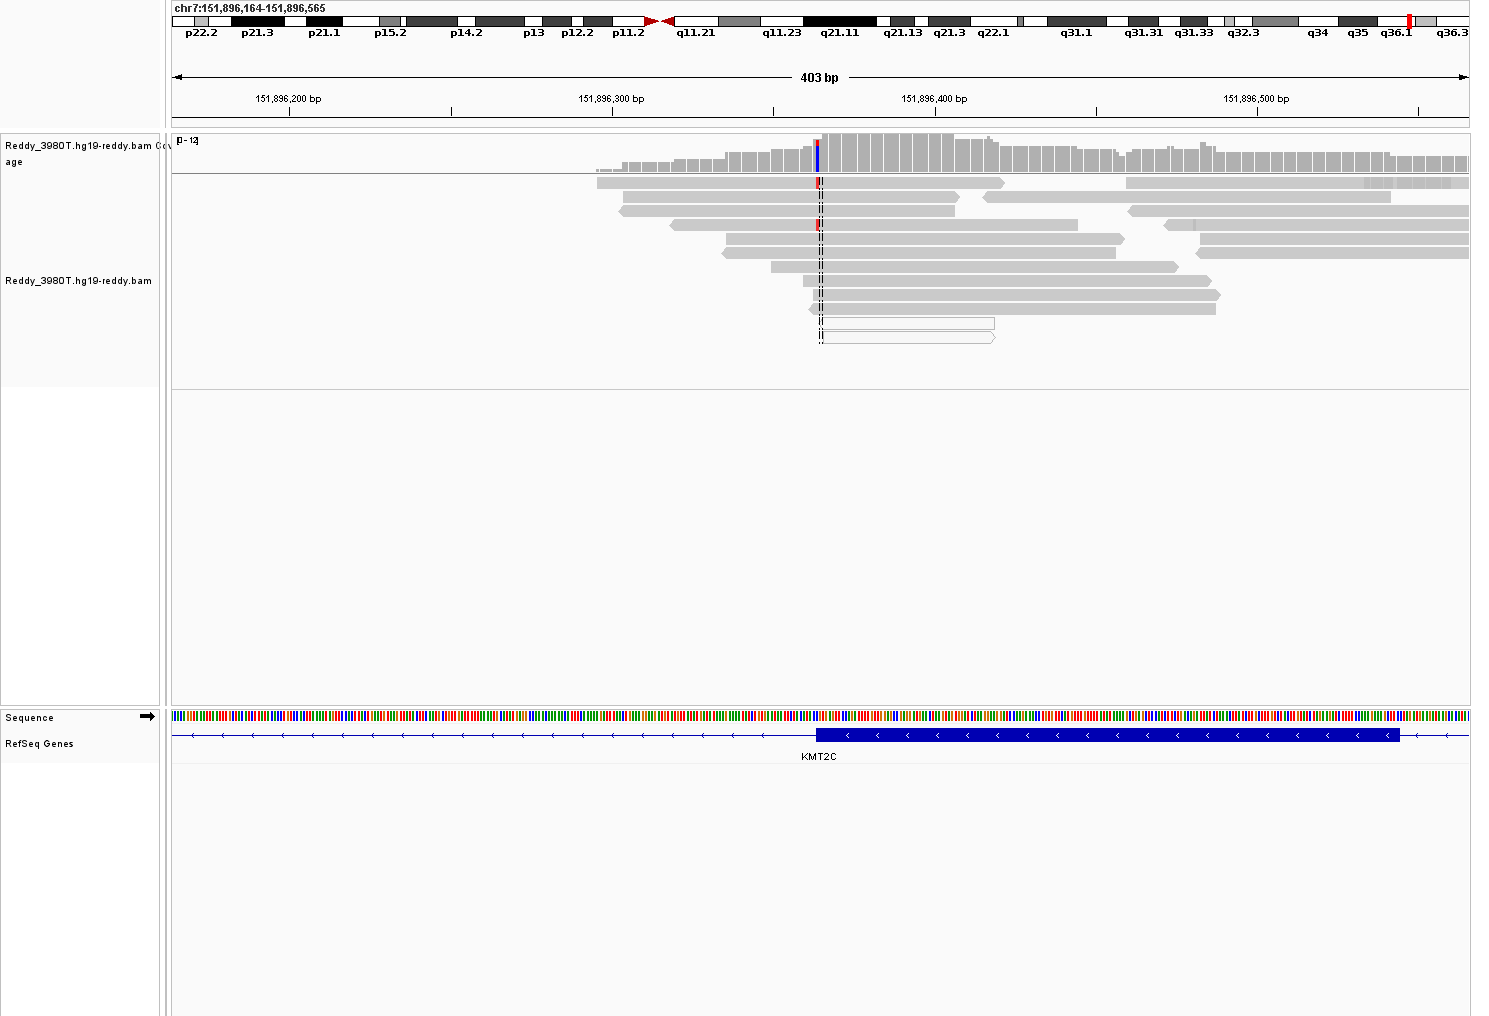 chr7:151,896,164-151,896,565
p22.2 p21.3 p21.1 p15.2 p14.2 p13 p12.2 p11.2 q11.21 q11.23 q21.11 q21.13 q21.3 q22.1 q31.1 q31.31 q31.33 q32.3 q34 q35 q36.1 q36.3
403 bp
151,896,200 bp 151,896,300 bp 151,896,400 bp 151,896,500 bp
Reddy_3980T.hg19-reddy.bam Cov
age
[0 - 12]
Reddy_3980T.hg19-reddy.bam
Sequence
RefSeq Genes
KMT2C